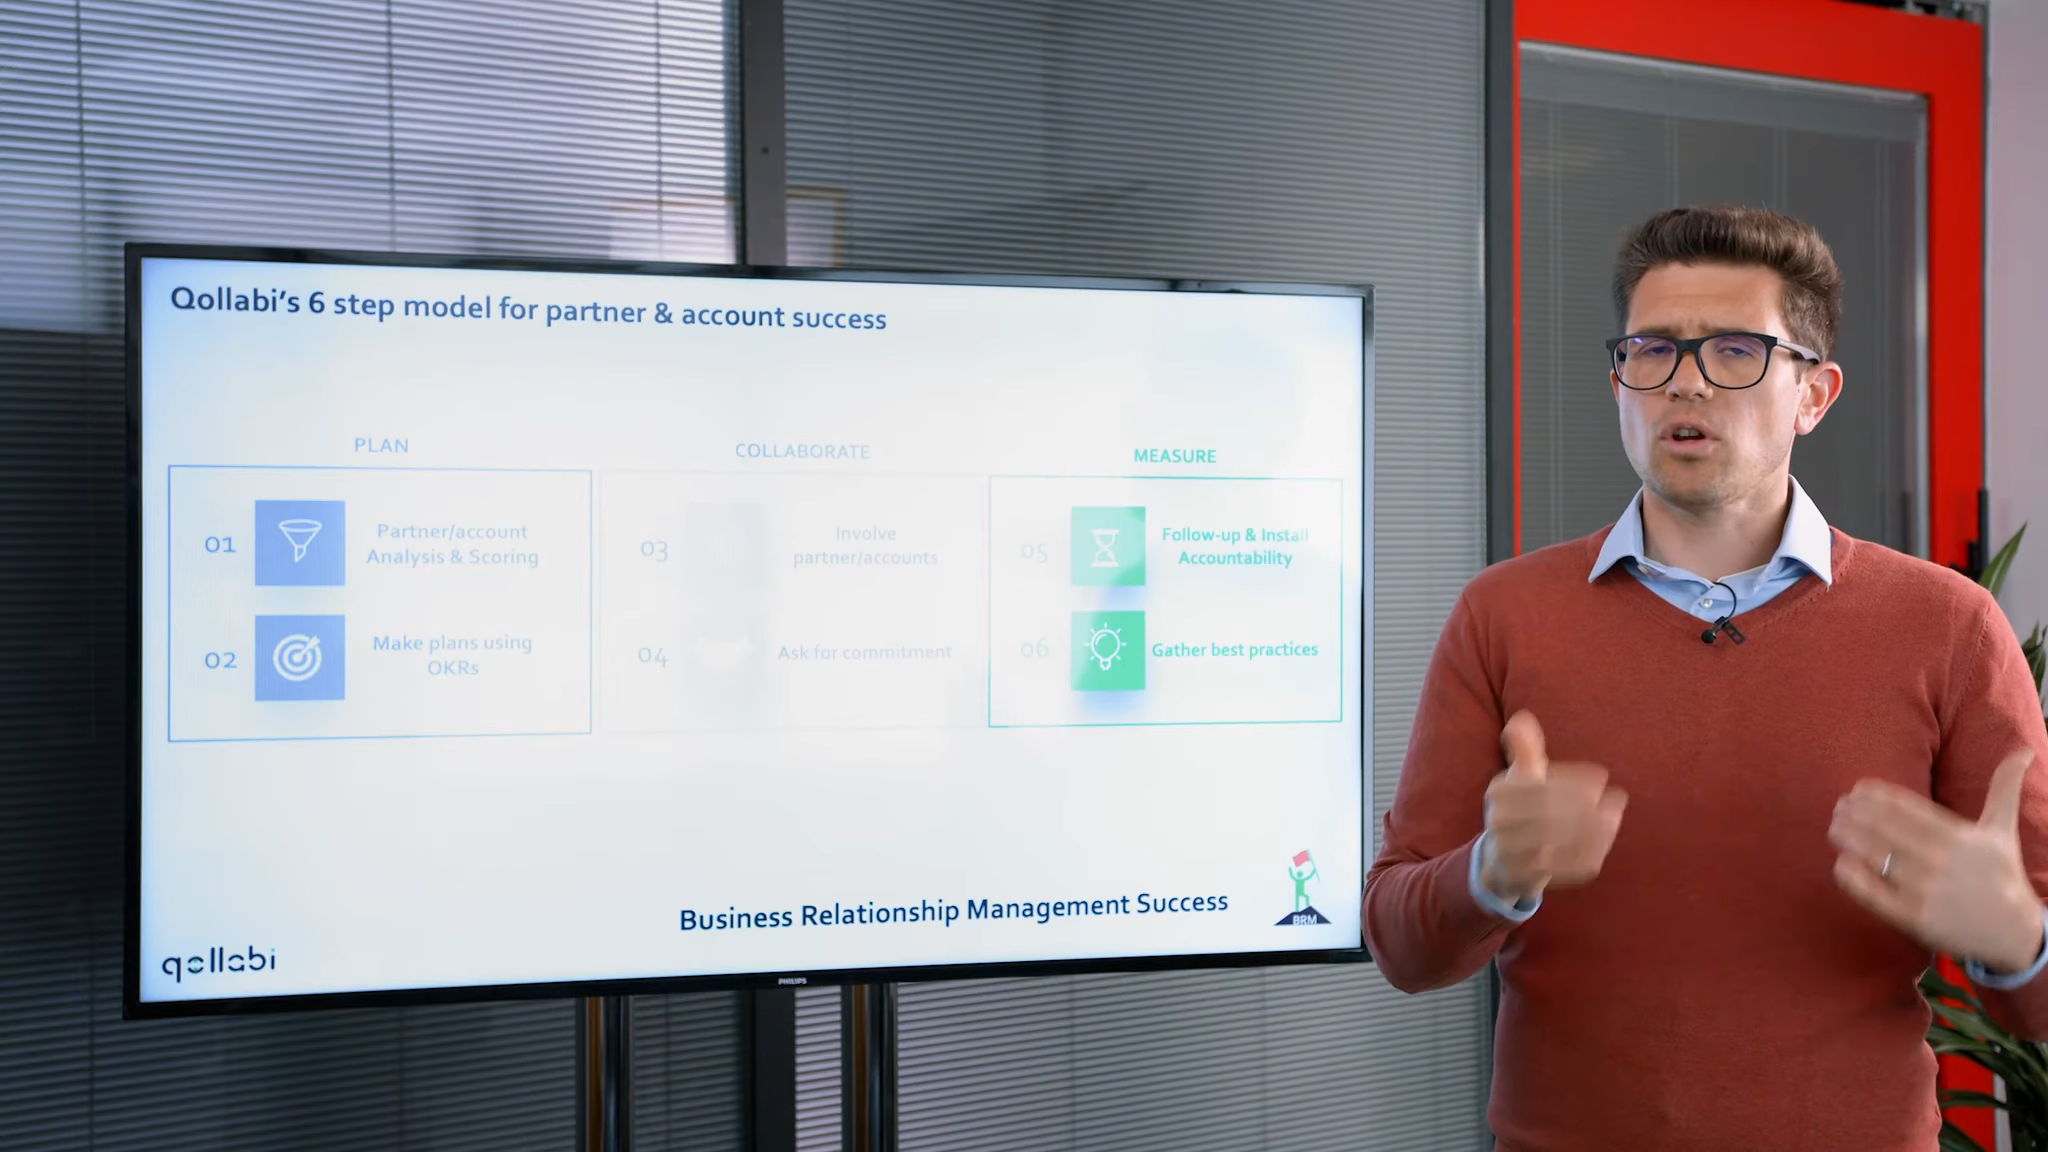 Qollabi's 6 step model for partner & account success
PLAN
01
Partner/account
Analysis & Scoring
02
Make plans using
OKRs
COLLABORATE
03
Involve
partner/accounts
04
Ask for commitment
MEASURE
05
Follow-up & Install
Accountability
06
Gather best practices
Business Relationship Management Success
BRM
qollabi
PHILIPS